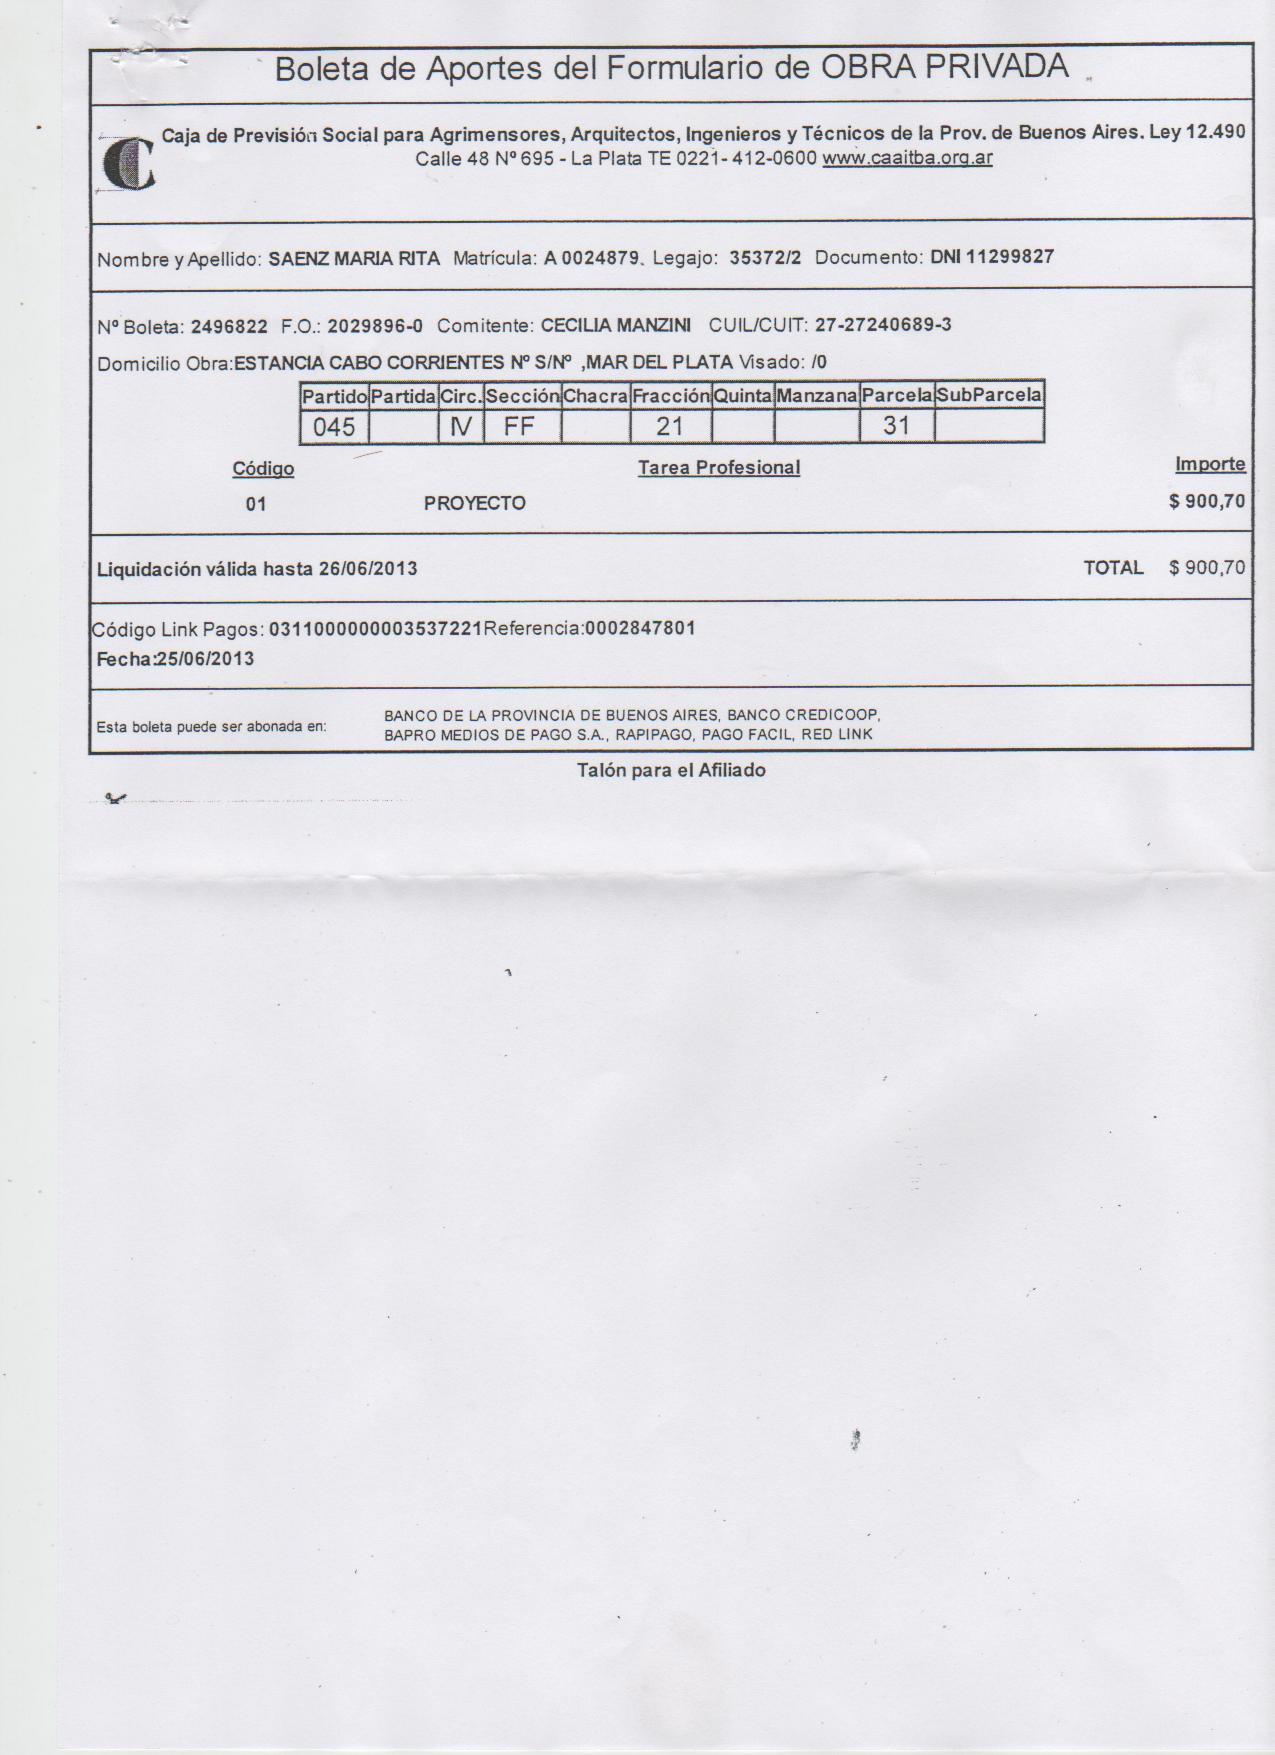 Boleta de Aportes del Formulario de OBRA PRIVADA
Caja de Previsión Social para Agrimensores, Arquitectos, Ingenieros y Técnicos de la Prov. de Buenos Aires. Ley 12.490
Calle 48 Nº 695 - La Plata TE 0221- 412-0600 www.caaitba.org.ar
Nombre y Apellido: SAENZ MARIA RITA Matrícula: A 0024879. Legajo: 35372/2 Documento: DNI 11299827
Nº Boleta: 2496822 F.O.: 2029896-0 Comitente: CECILIA MANZINI CUIL/CUIT: 27-27240689-3
Domicilio Obra:ESTANCIA CABO CORRIENTES Nº S/Nº ,MAR DEL PLATA Visado: /0
Partido Partida Circ. Sección Chacra Fracción Quinta Manzana Parcela SubParcela
045 IV FF 21 31
Código Tarea Profesional Importe
01 PROYECTO $ 900,70
Liquidación válida hasta 26/06/2013 TOTAL $ 900,70
Código Link Pagos: 0311000000003537221Referencia:0002847801
Fecha:25/06/2013
Esta boleta puede ser abonada en: BANCO DE LA PROVINCIA DE BUENOS AIRES, BANCO CREDICOOP,
BAPRO MEDIOS DE PAGO S.A., RAPIPAGO, PAGO FACIL, RED LINK
Talón para el Afiliado